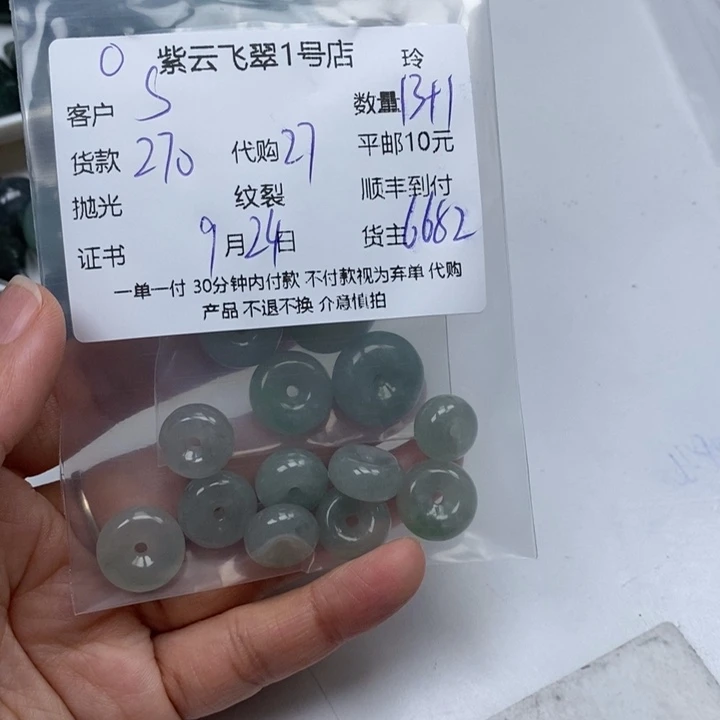 O 紫云飞翠1号店 玲
客户 S 数量 13+1
货款 270 代购 27 平邮10元
抛光 纹裂 顺丰到付
证书 9月24日 货主 6682
一单一付 30分钟内付款 不付款视为弃单 代购
产品 不退不换 介意慎拍